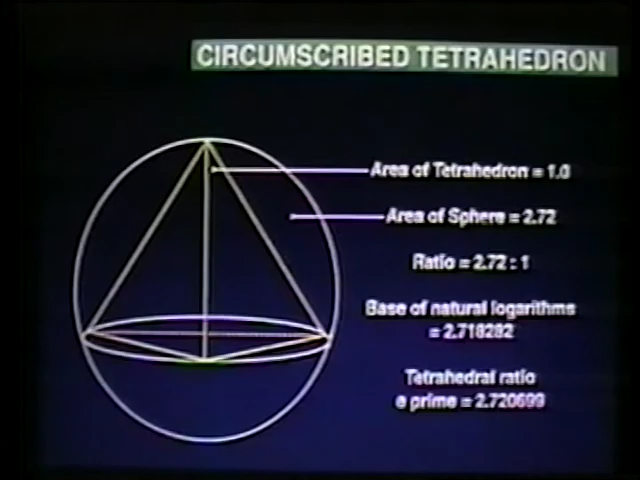 CIRCUMSCRIBED TETRAHEDRON
Area of Tetrahedron = 1.0
Area of Sphere = 2.72
Ratio = 2.72 : 1
Base of natural logarithms
= 2.718282
Tetrahedral ratio
e prime = 2.720699